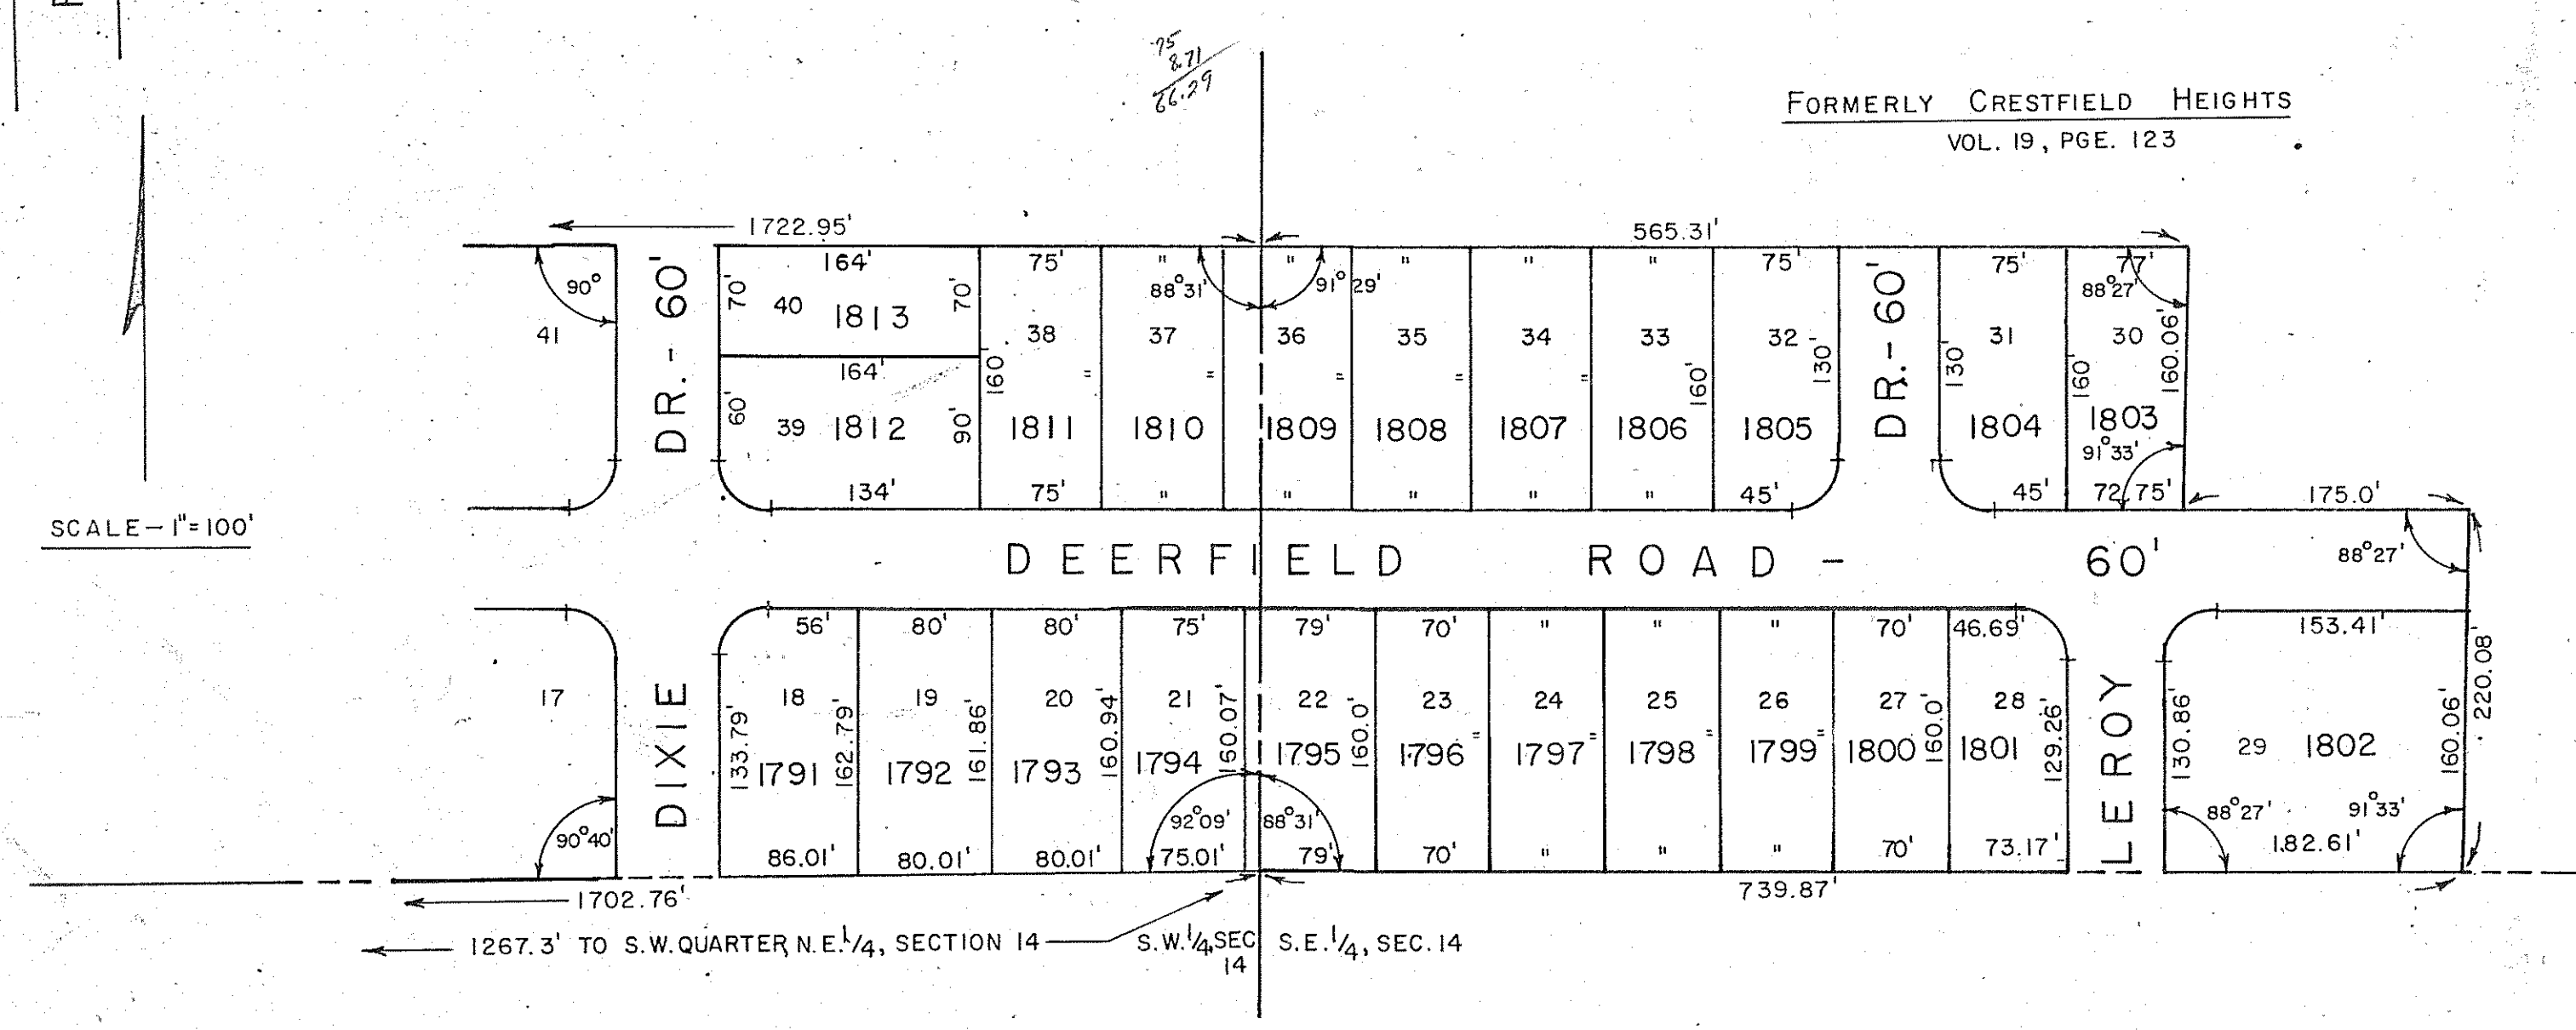 75
8.71
66.29
FORMERLY CRESTFIELD HEIGHTS
VOL. 19, PGE. 123
1722.95' 565.31'
164' 75' " " " " " 75' 75' 77'
90° 88°31' 91°29' 88°27'
70' 40 1813 70'
41 38 37 36 35 34 33 32 31 30
DR.-60' DR.-60'
164' 160' = = = = = 160' 130' 130' 160' 160.06'
60' 39 1812 90' 1811 1810 1809 1808 1807 1806 1805 1804 1803
91°33'
134' 75' " " " " " 45' 45' 72.75' 175.0'
SCALE-1"=100'
DEERFIELD ROAD - 60' 88°27'
56' 80' 80' 75' 79' 70' " " " 70' 46.69' 153.41'
17 18 19 20 21 22 23 24 25 26 27 28 29
DIXIE LEROY
133.79' 162.79' 161.86' 160.94' 160.07' 160.0' = = = = 160.0' 129.26' 130.86' 160.06' 220.08'
1791 1792 1793 1794 1795 1796 1797 1798 1799 1800 1801 1802
90°40' 92°09' 88°31' 88°27' 91°33'
86.01' 80.01' 80.01' 75.01' 79' 70' " " " 70' 73.17' 182.61'
1702.76' 739.87'
1267.3' TO S.W. QUARTER, N.E.1/4, SECTION 14 S.W.1/4,SEC 14 S.E.1/4, SEC. 14